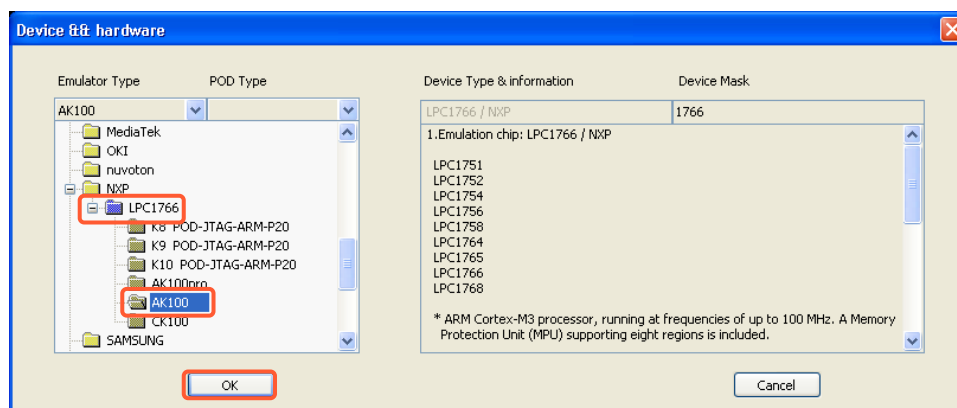 Device && hardware
Emulator Type POD Type Device Type & information Device Mask
AK100
MediaTek
OKI
nuvoton
NXP
LPC1766
K8 POD-JTAG-ARM-P20
K9 POD-JTAG-ARM-P20
K10 POD-JTAG-ARM-P20
AK100pro
AK100
CK100
SAMSUNG
OK
LPC1766 / NXP 1766
1.Emulation chip: LPC1766 / NXP
LPC1751
LPC1752
LPC1754
LPC1756
LPC1758
LPC1764
LPC1765
LPC1766
LPC1768
* ARM Cortex-M3 processor, running at frequencies of up to 100 MHz. A Memory
Protection Unit (MPU) supporting eight regions is included.
Cancel